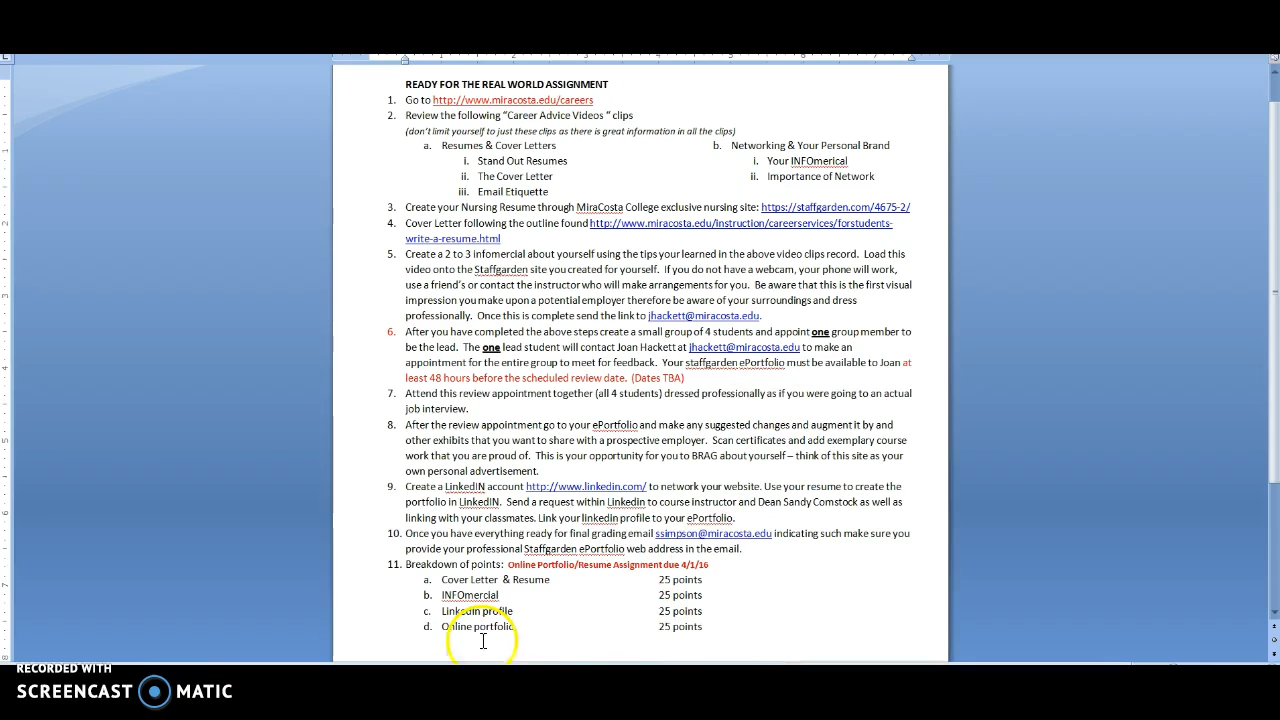 READY FOR THE REAL WORLD ASSIGNMENT
1. Go to http://www.miracosta.edu/careers
2. Review the following "Career Advice Videos " clips
(don't limit yourself to just these clips as there is great information in all the clips)
a. Resumes & Cover Letters b. Networking & Your Personal Brand
i. Stand Out Resumes i. Your INFOmerical
ii. The Cover Letter ii. Importance of Network
iii. Email Etiquette
3. Create your Nursing Resume through MiraCosta College exclusive nursing site: https://staffgarden.com/4675-2/
4. Cover Letter following the outline found http://www.miracosta.edu/instruction/careerservices/forstudents-
write-a-resume.html
5. Create a 2 to 3 infomercial about yourself using the tips your learned in the above video clips record. Load this
video onto the Staffgarden site you created for yourself. If you do not have a webcam, your phone will work,
use a friend's or contact the instructor who will make arrangements for you. Be aware that this is the first visual
impression you make upon a potential employer therefore be aware of your surroundings and dress
professionally. Once this is complete send the link to jhackett@miracosta.edu.
6. After you have completed the above steps create a small group of 4 students and appoint one group member to
be the lead. The one lead student will contact Joan Hackett at jhackett@miracosta.edu to make an
appointment for the entire group to meet for feedback. Your staffgarden ePortfolio must be available to Joan at
least 48 hours before the scheduled review date. (Dates TBA)
7. Attend this review appointment together (all 4 students) dressed professionally as if you were going to an actual
job interview.
8. After the review appointment go to your ePortfolio and make any suggested changes and augment it by and
other exhibits that you want to share with a prospective employer. Scan certificates and add exemplary course
work that you are proud of. This is your opportunity for you to BRAG about yourself – think of this site as your
own personal advertisement.
9. Create a LinkedIN account http://www.linkedin.com/ to network your website. Use your resume to create the
portfolio in LinkedIN. Send a request within Linkedin to course instructor and Dean Sandy Comstock as well as
linking with your classmates. Link your linkedin profile to your ePortfolio.
10. Once you have everything ready for final grading email ssimpson@miracosta.edu indicating such make sure you
provide your professional Staffgarden ePortfolio web address in the email.
11. Breakdown of points: Online Portfolio/Resume Assignment due 4/1/16
a. Cover Letter & Resume 25 points
b. INFOmercial 25 points
c. Linkedin profile 25 points
d. Online portfolio 25 points
RECORDED WITH
SCREENCAST MATIC